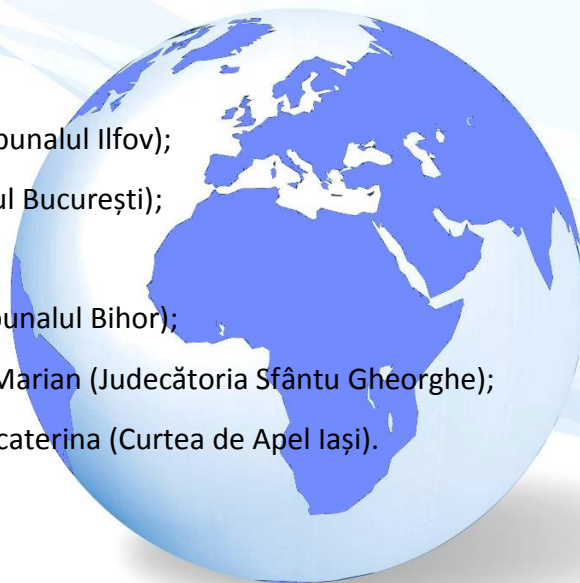 bunalul Ilfov);
ul București);
bunalul Bihor);
Marian (Judecătoria Sfântu Gheorghe);
caterina (Curtea de Apel Iași).